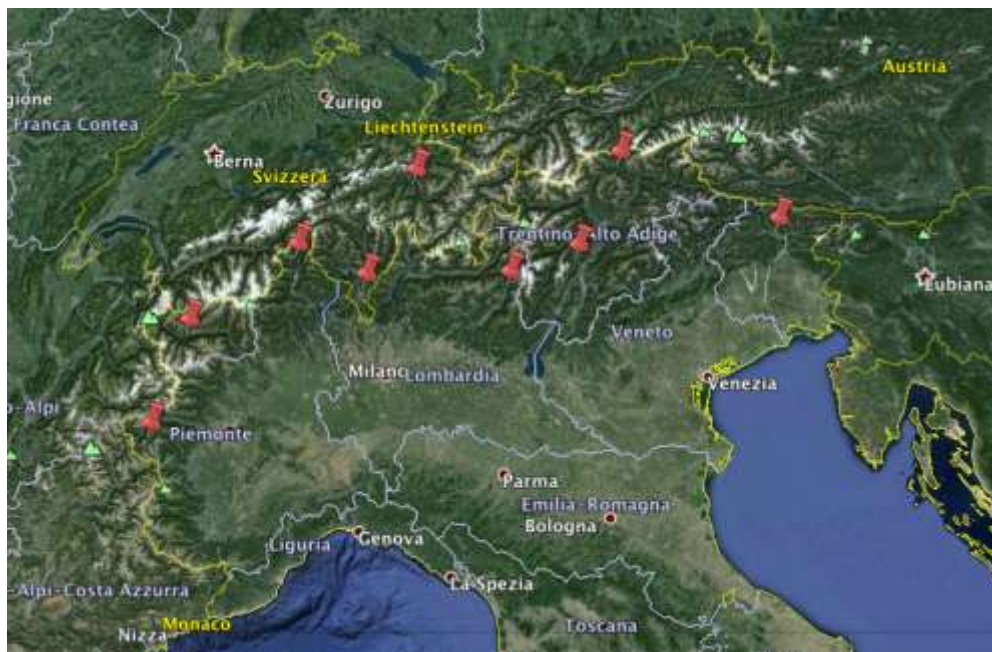 Austria
Zurigo
gione
Franca Contea
Liechtenstein
Berna
Svizzera
Trentino-Alto Adige
Lubiana
Veneto
Milano
Lombardia
Venezia
o-Alpi
Piemonte
Parma
Emilia-Romagna
Bologna
Genova
Liguria
La Spezia
-Alpi-Costa Azzurra
Monaco
Nizza
Toscana